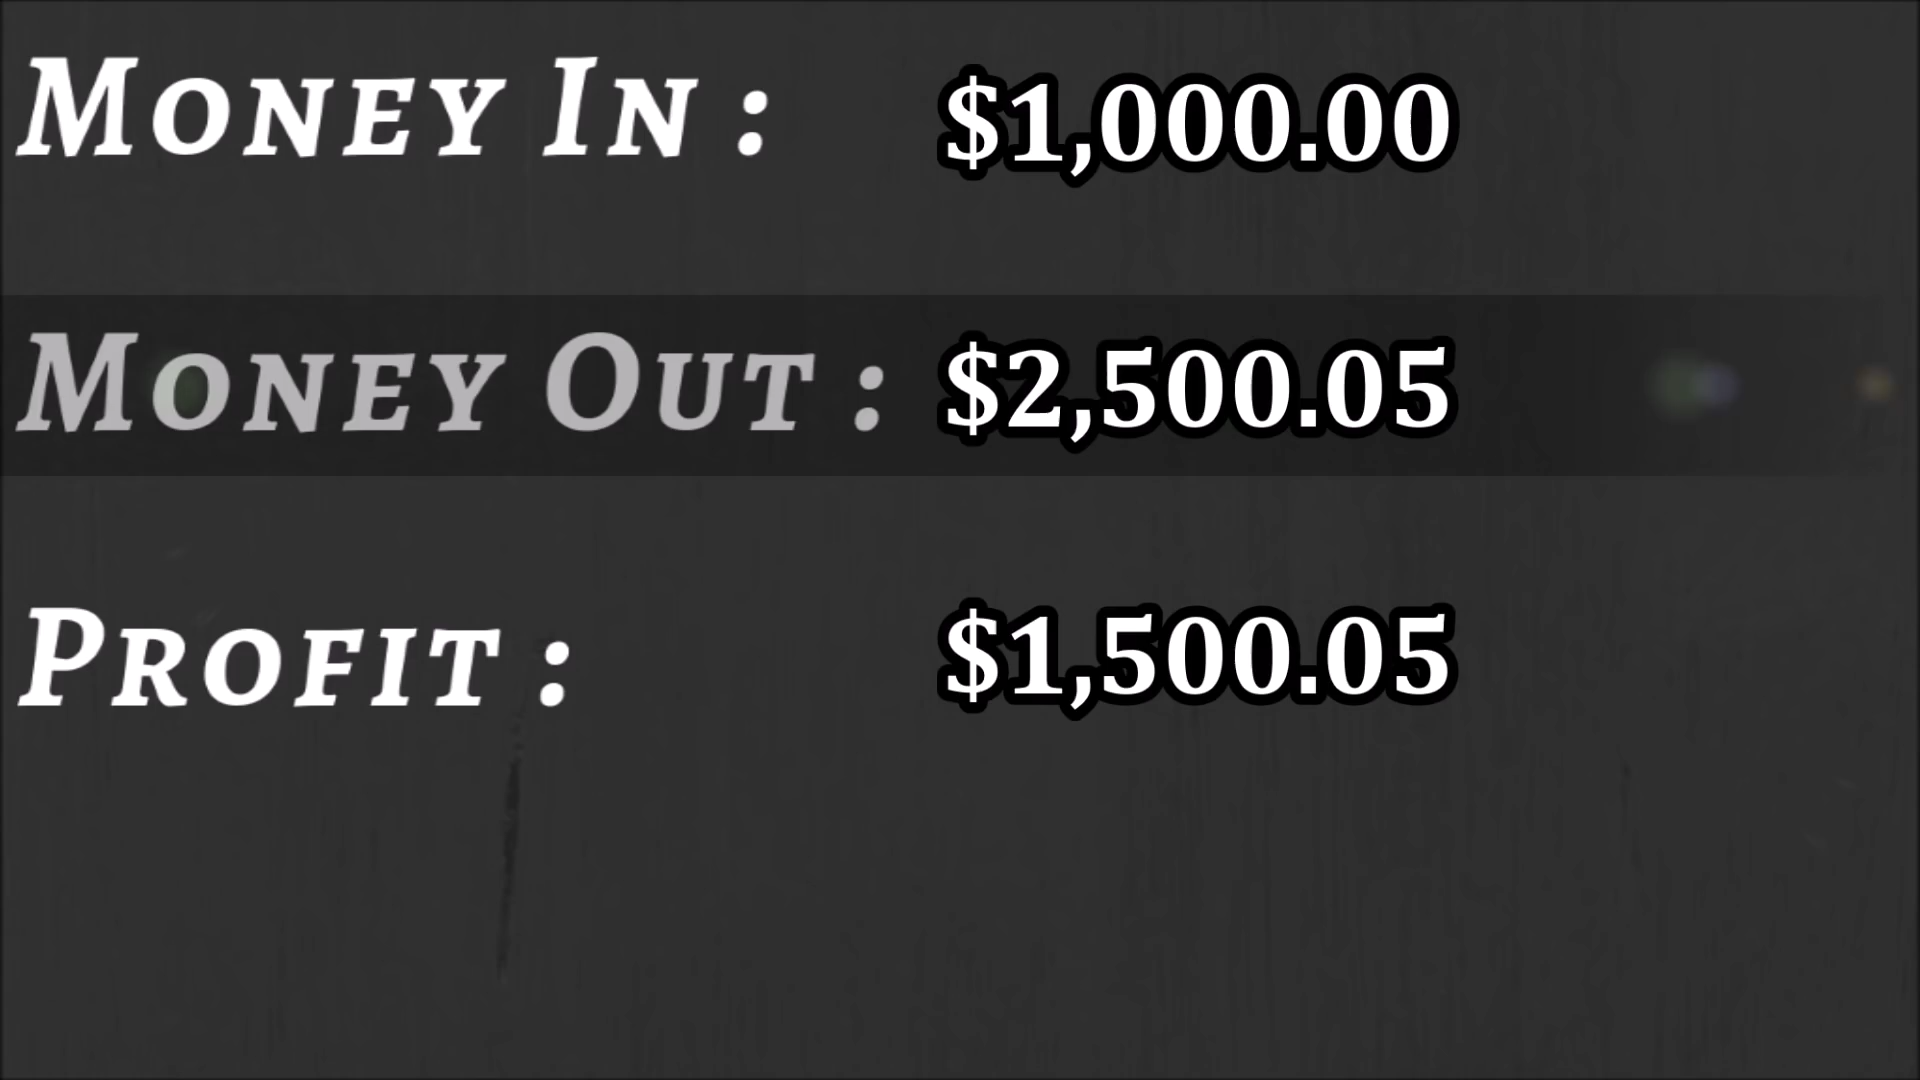 Money In : $1,000.00
Money Out : $2,500.05
Profit : $1,500.05